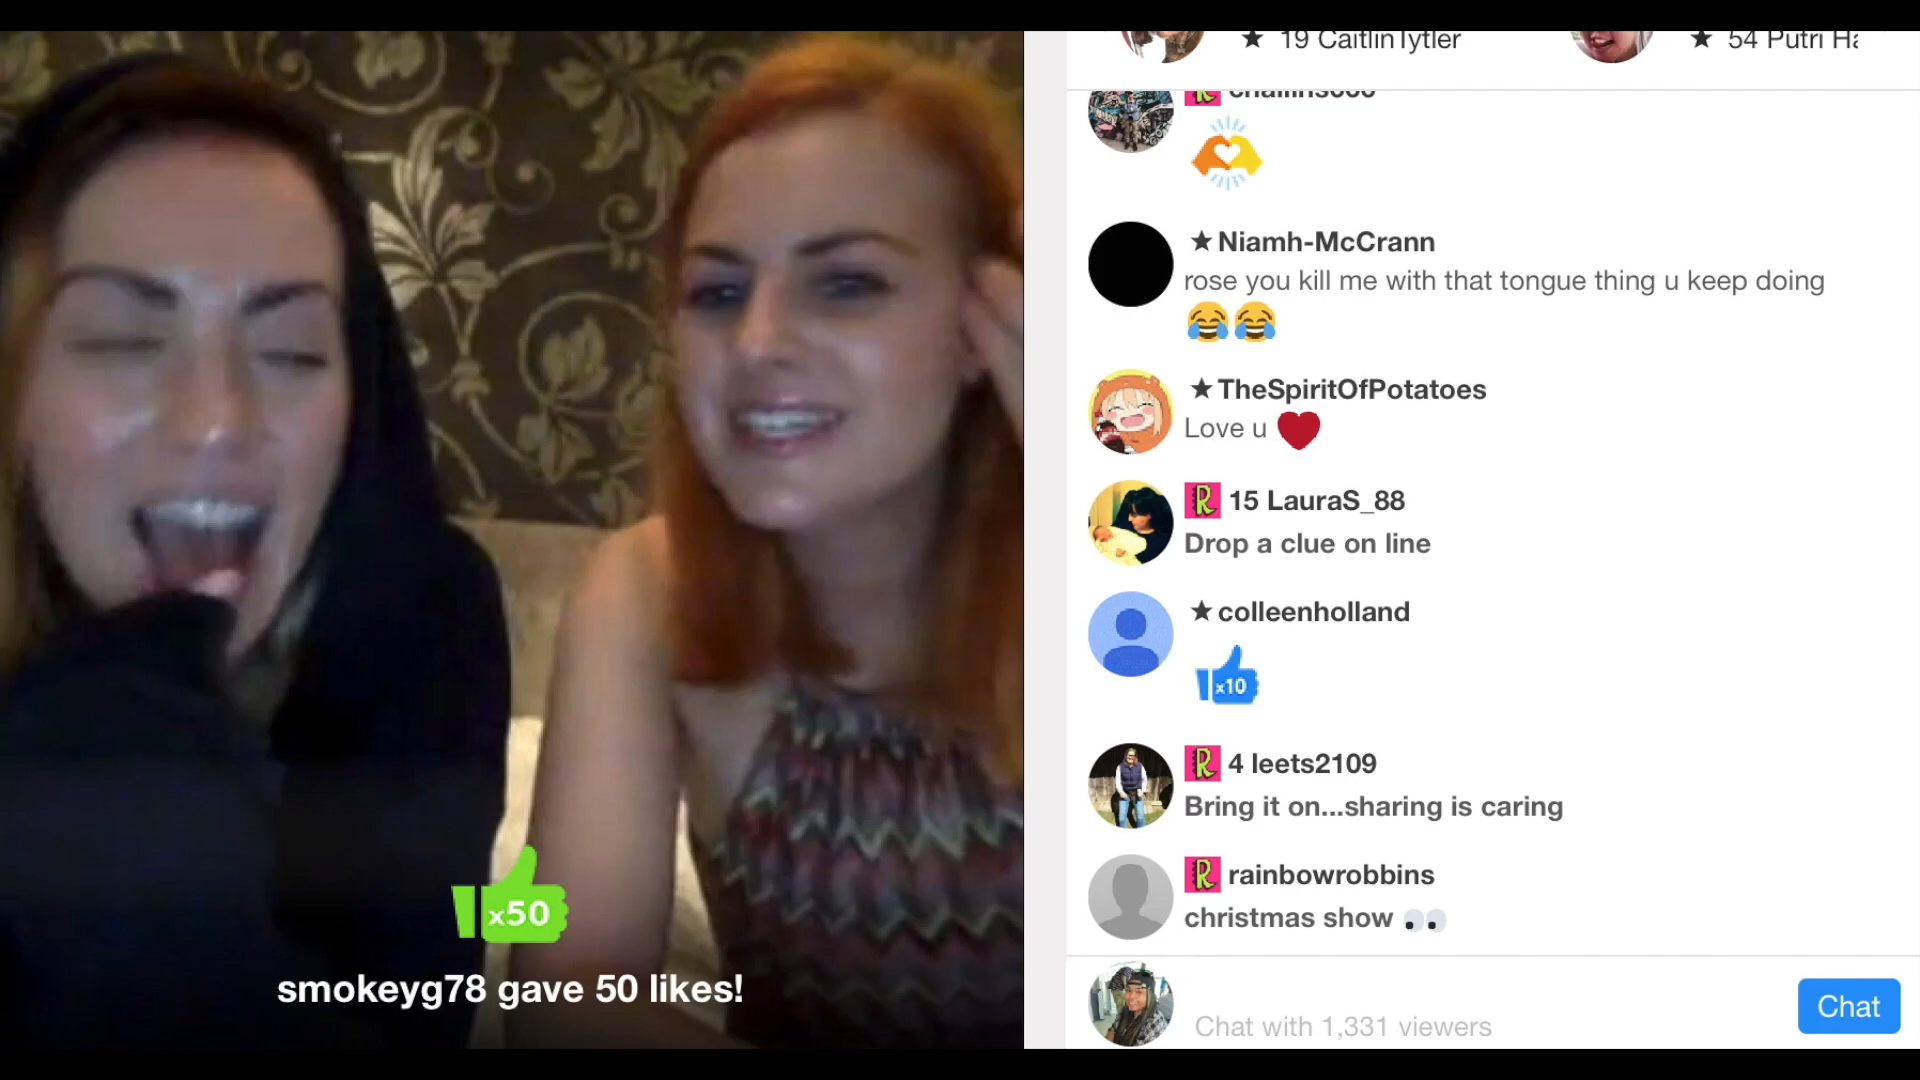 ★ 19 CaitlinTytler
★ 54 Putri
★ Niamh-McCrann
rose you kill me with that tongue thing u keep doing
😂😂
★ TheSpiritOfPotatoes
Love u ❤
R 15 LauraS_88
Drop a clue on line
★ colleenholland
x10
R 4 leets2109
Bring it on...sharing is caring
R rainbowrobbins
christmas show 👀
x50
smokeyg78 gave 50 likes!
Chat with 1,331 viewers
Chat